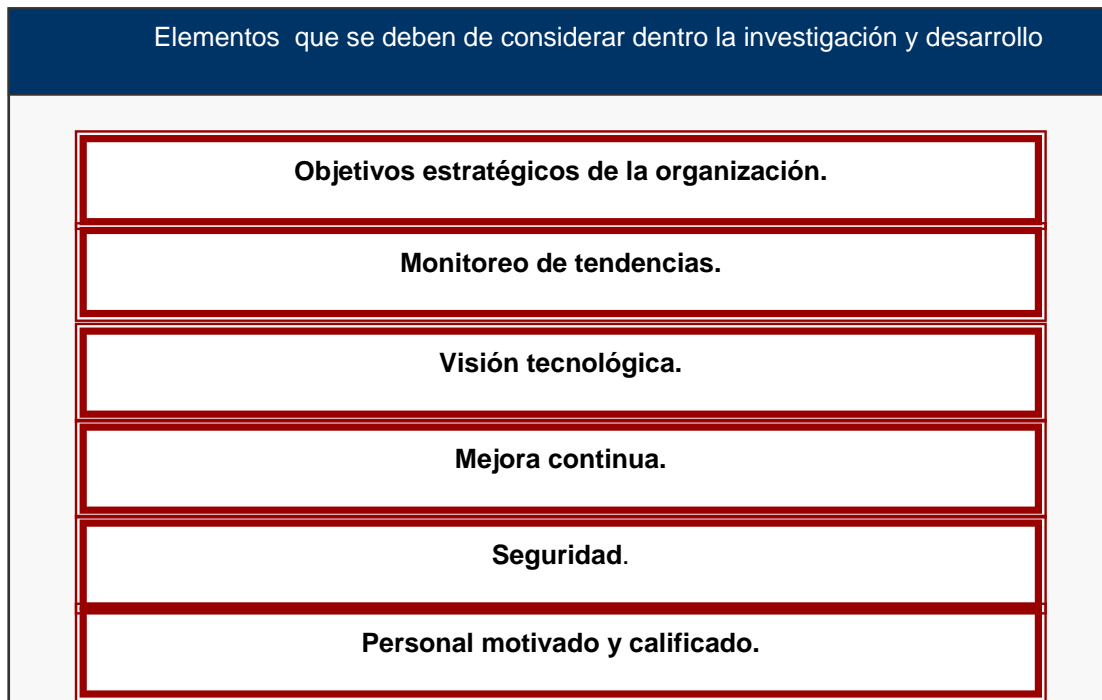 Elementos  que se deben de considerar dentro la investigación y desarrollo
Objetivos estratégicos de la organización.
Monitoreo de tendencias.
Visión tecnológica.
Mejora continua.
Seguridad.
Personal motivado y calificado.